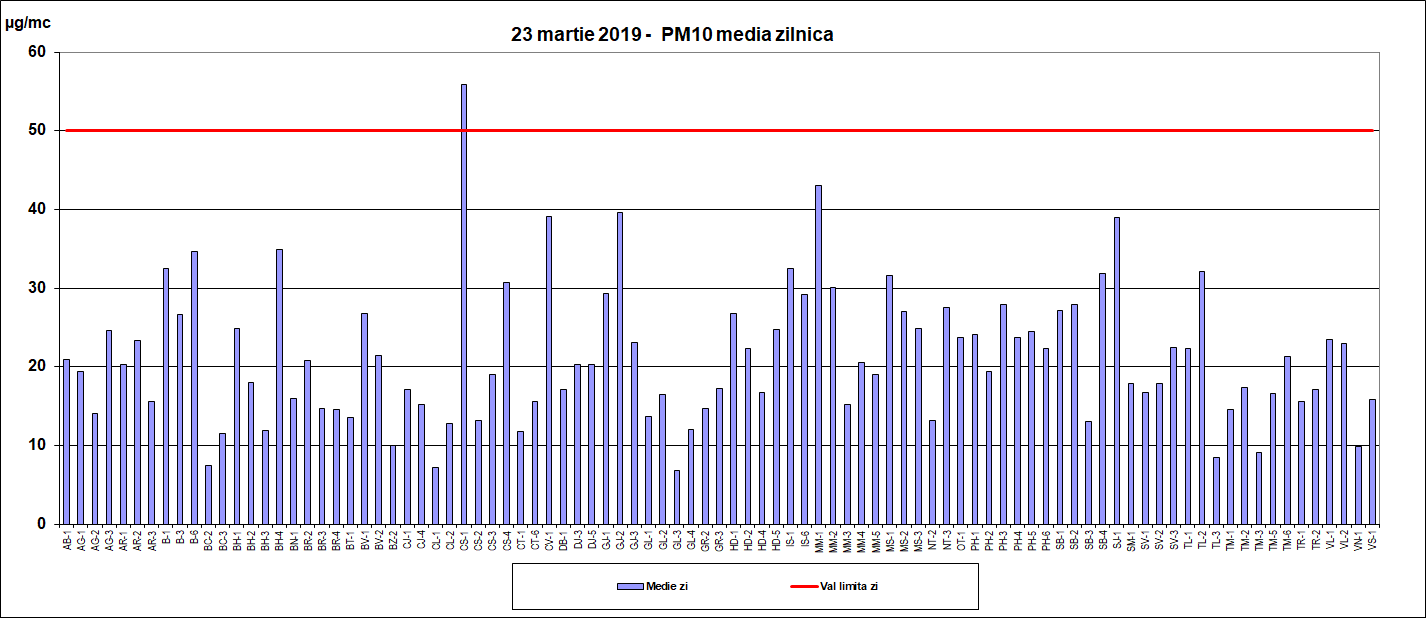 µg/mc
23 martie 2019 - PM10 media zilnica
60
50
40
30
20
10
0
AB-1 AG-1 AG-2 AG-3 AR-1 AR-2 AR-3 B-1 B-3 B-6 BC-2 BC-3 BH-1 BH-2 BH-3 BH-4 BN-1 BR-2 BR-3 BR-4 BT-1 BV-1 BV-2 BZ-2 CJ-1 CJ-4 CL-1 CL-2 CS-1 CS-2 CS-3 CS-4 CT-1 CT-6 CV-1 DB-1 DJ-3 DJ-5 GJ-1 GJ-2 GJ-3 GL-1 GL-2 GL-3 GL-4 GR-2 GR-3 HD-1 HD-2 HD-4 HD-5 IS-1 IS-6 MM-1 MM-2 MM-3 MM-4 MM-5 MS-1 MS-2 MS-3 NT-2 NT-3 OT-1 PH-1 PH-2 PH-3 PH-4 PH-5 PH-6 SB-1 SB-2 SB-3 SB-4 SJ-1 SM-1 SV-1 SV-2 SV-3 TL-1 TL-2 TL-3 TM-1 TM-2 TM-3 TM-5 TM-6 TR-1 TR-2 VL-1 VL-2 VN-1 VS-1
Medie zi Val limita zi